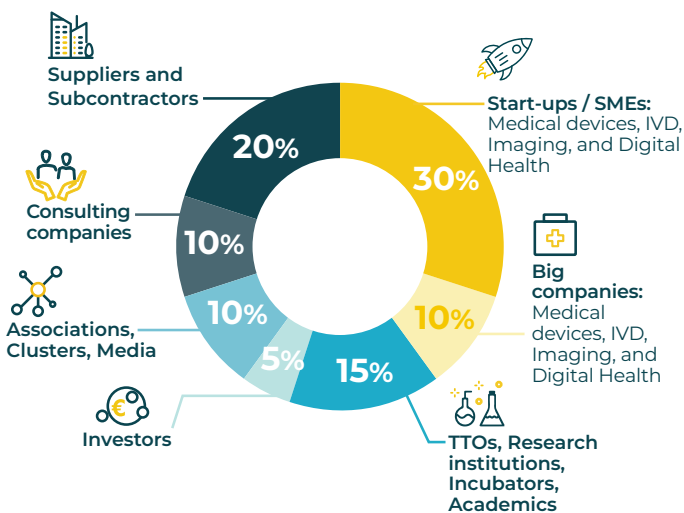 Suppliers and
Subcontractors
20%
Start-ups / SMEs:
Medical devices, IVD,
Imaging, and Digital
Health
30%
Consulting
companies
10%
Big
companies:
Medical
devices, IVD,
Imaging, and
Digital Health
10%
Associations,
Clusters, Media
10%
5%
15%
€
Investors
TTOs, Research
institutions,
Incubators,
Academics